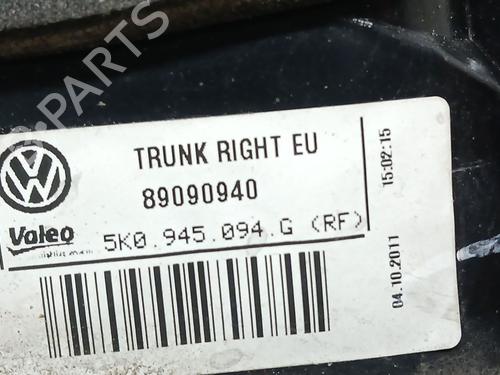 TRUNK RIGHT EU
89090940
Valeo
5K0.945.094.G (RF)
15:02:15
04.10.2011
B-PARTS